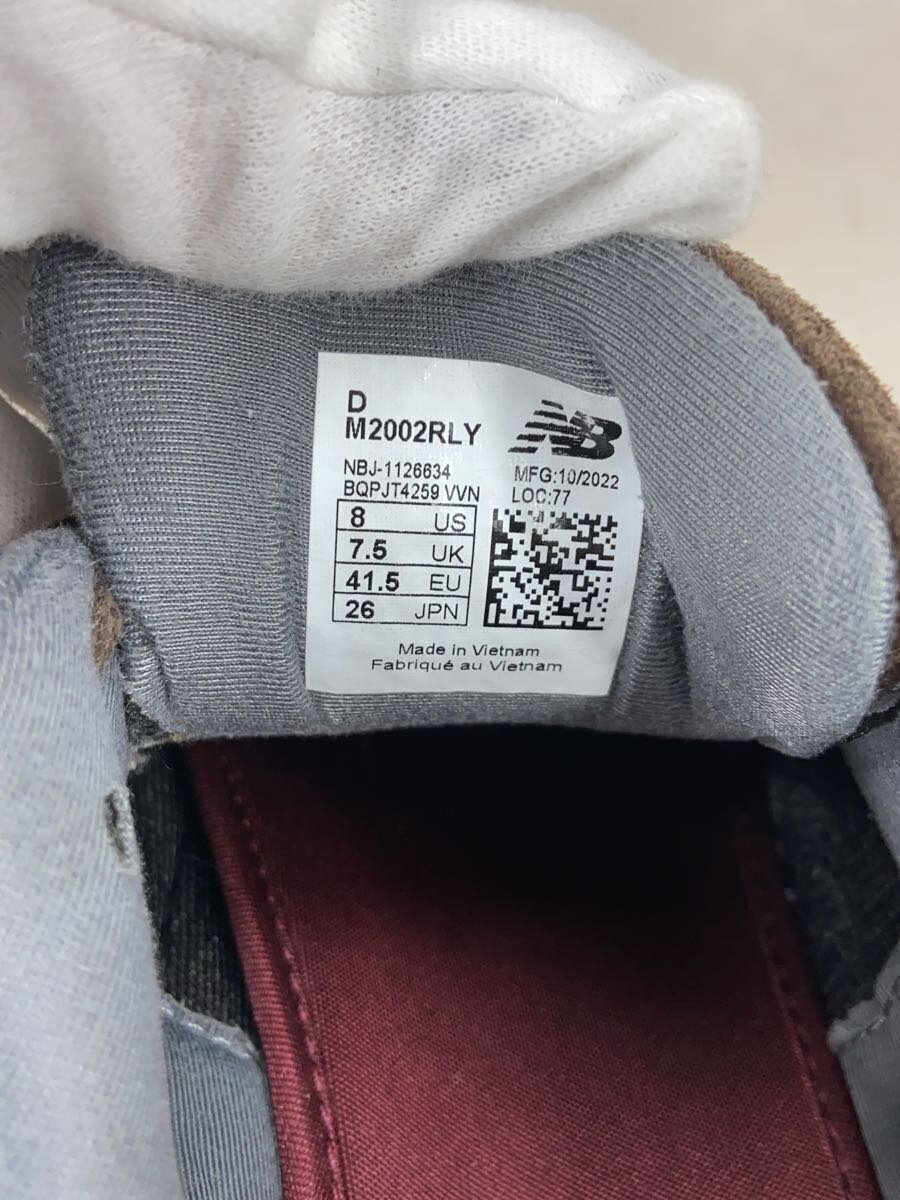 D
M2002RLY
NB
NBJ-1126634
BQPJT4259 VVN
MFG:10/2022
LOC:77
8 US
7.5 UK
41.5 EU
26 JPN
Made in Vietnam
Fabriqué au Vietnam